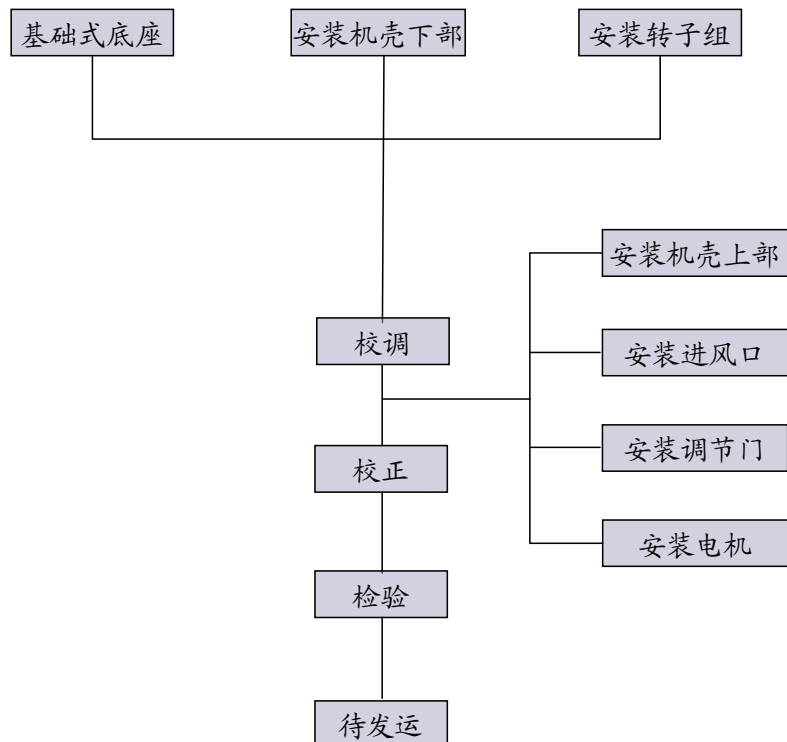 基础式底座
安装机壳下部
安装转子组
安装机壳上部
校调
安装进风口
安装调节门
校正
安装电机
检验
待发运